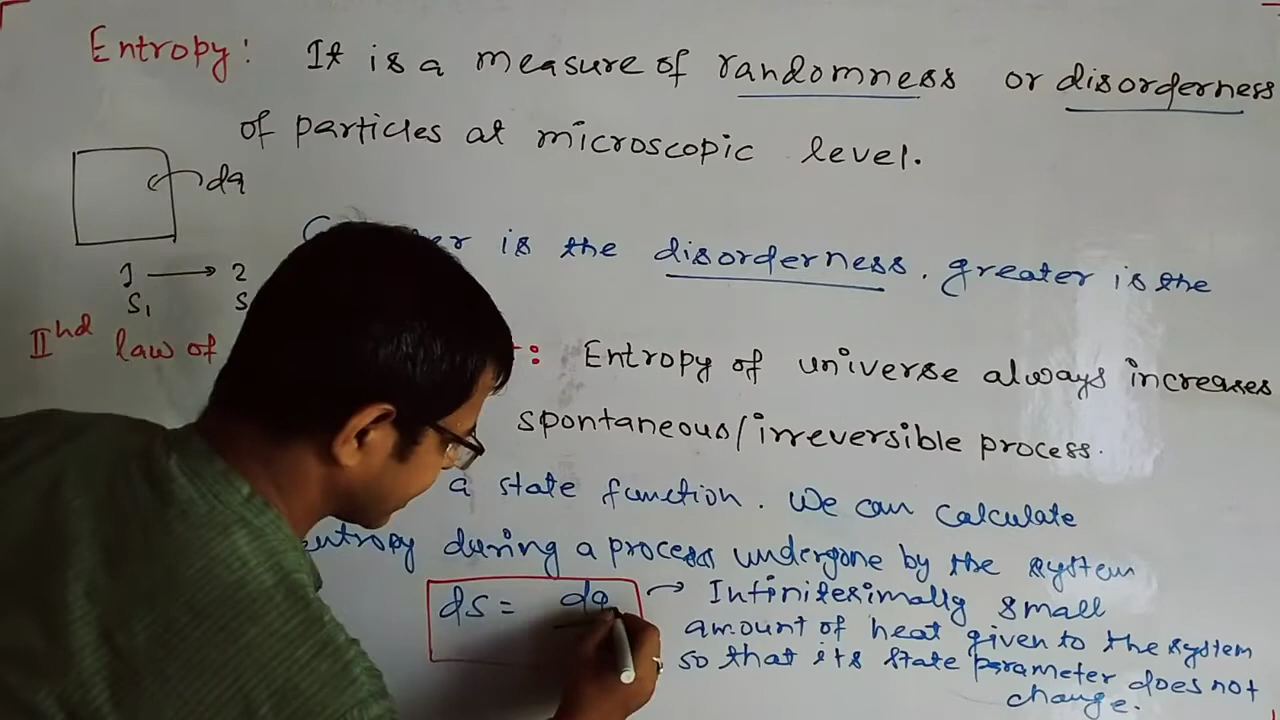 Entropy: It is a measure of randomness or disorderness
of particles at microscopic level.
dq
is the disorderness. greater is the
1 → 2
S1 S
IInd law of : Entropy of universe always increases
spontaneous/irreversible process.
a state function. We can calculate
entropy during a process undergone by the system
dS = dq → Infinitesimally small
amount of heat given to the system
so that its state parameter does not
change.